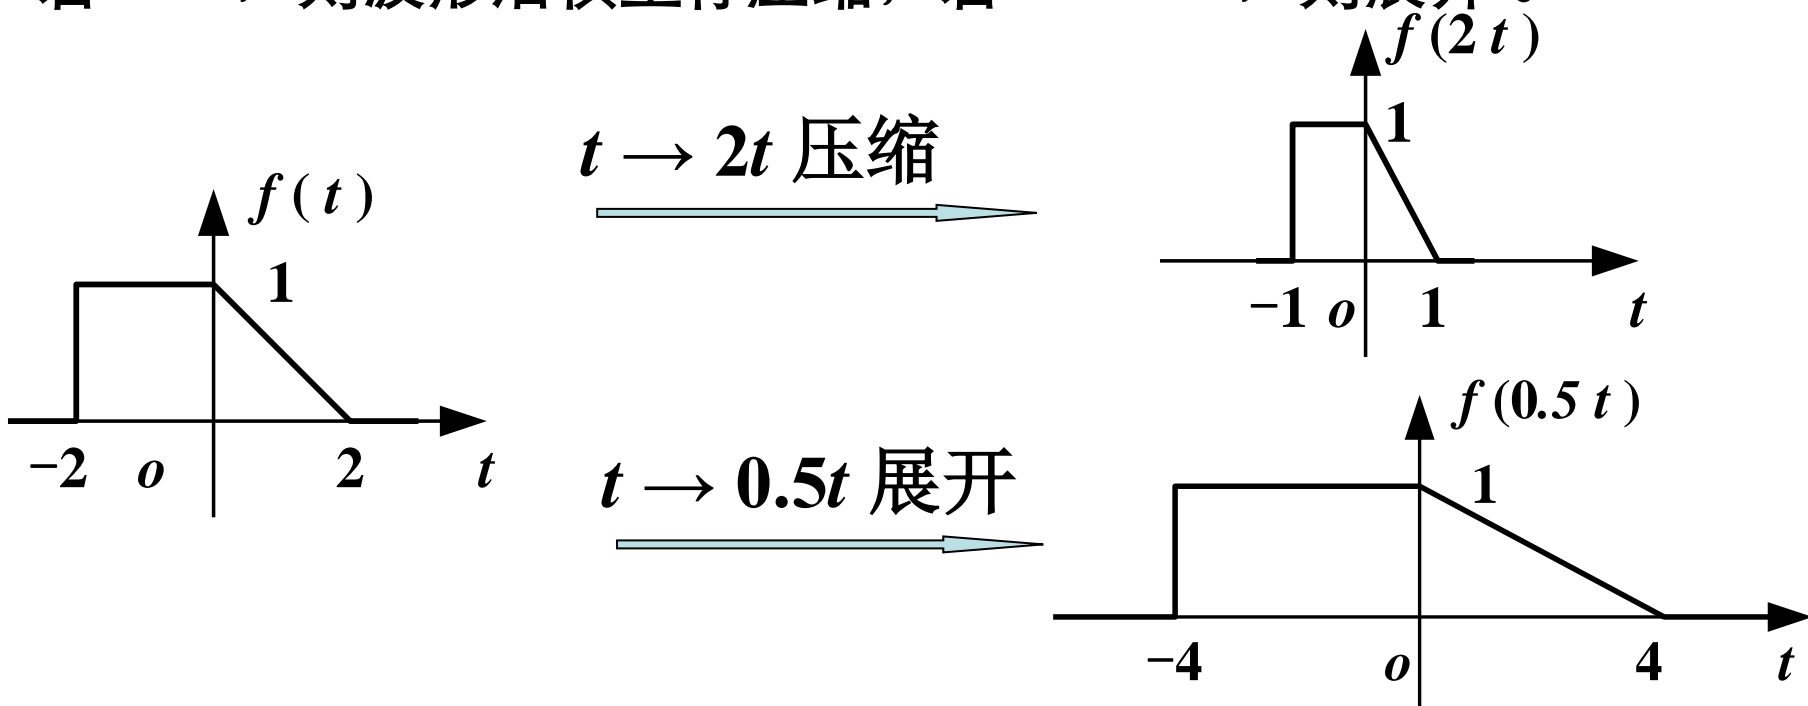 f(2t)
1
t → 2t 压缩
f(t)
1
−1 o 1 t
f(0.5t)
−2 o 2 t
t → 0.5t 展开
1
−4 o 4 t